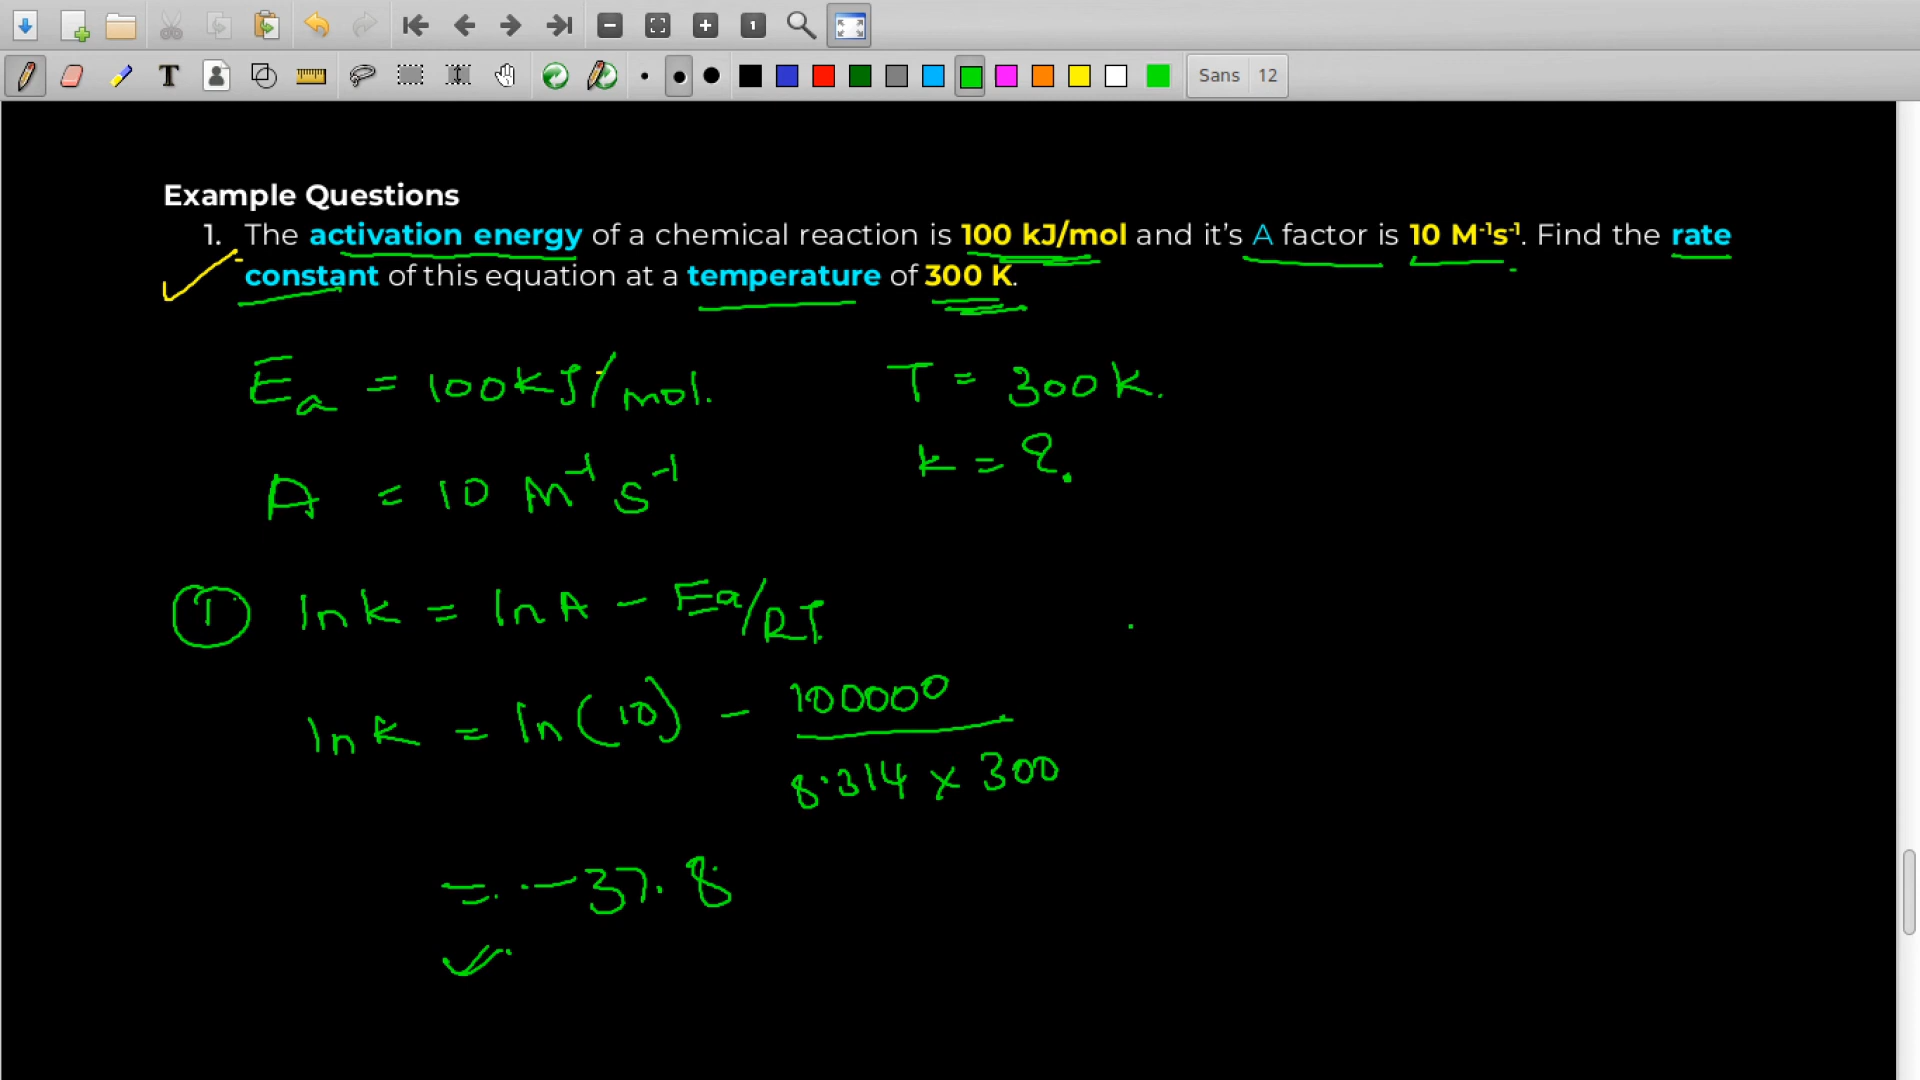 1
Sans 12
Example Questions
1. The activation energy of a chemical reaction is 100 kJ/mol and it's A factor is 10 M⁻¹s⁻¹. Find the rate
constant of this equation at a temperature of 300 K.
Ea = 100kJ/mol. T = 300K.
A = 10 M⁻¹ s⁻¹ k = ?
① lnk = lnA - Ea/RT
lnk = ln(10) - 100000
8.314 x 300
= -37.8